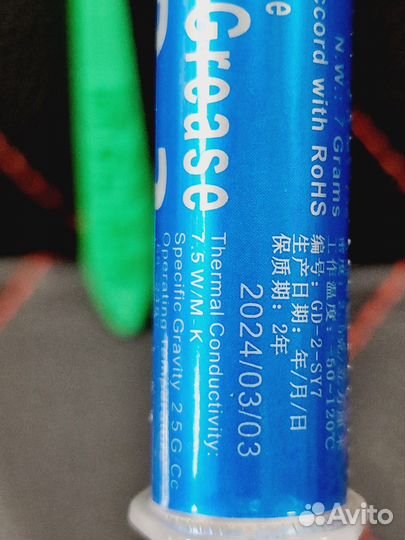 N.W.: 7 Grams
ccord with RoHS
工作温度: -50~120℃
编号: GD-2-SY7
生产日期: 年/月/日
保质期: 2年
2024/03/03
Grease
Thermal Conductivity:
7.5W/M-K
Specific Gravity 2.5 G Cc
Operating
Avito